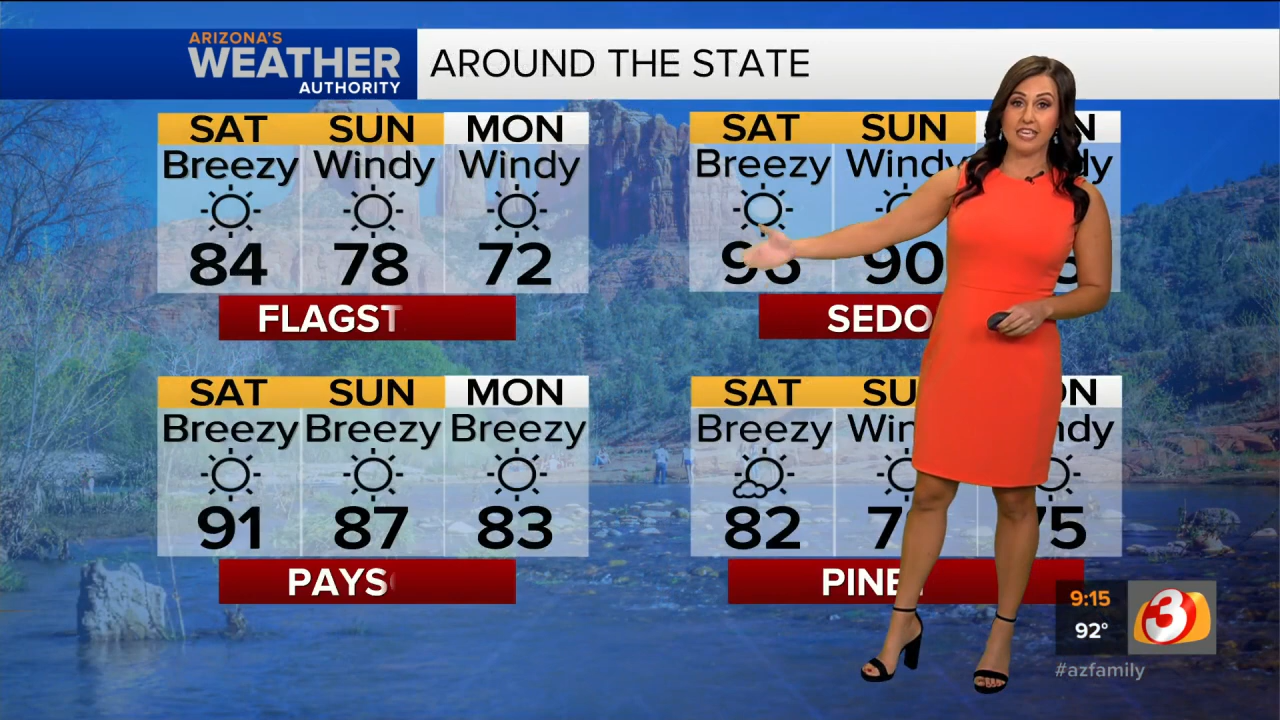 ARIZONA'S
WEATHER
AUTHORITY
AROUND THE STATE
SAT SUN MON
Breezy Windy Windy
84 78 72
FLAGST
SAT SUN
Breezy Windy
90
SEDO
SAT SUN MON
Breezy Breezy Breezy
91 87 83
PAYS
SAT
Breezy
82 75
PINE
9:15
92°
3
#azfamily